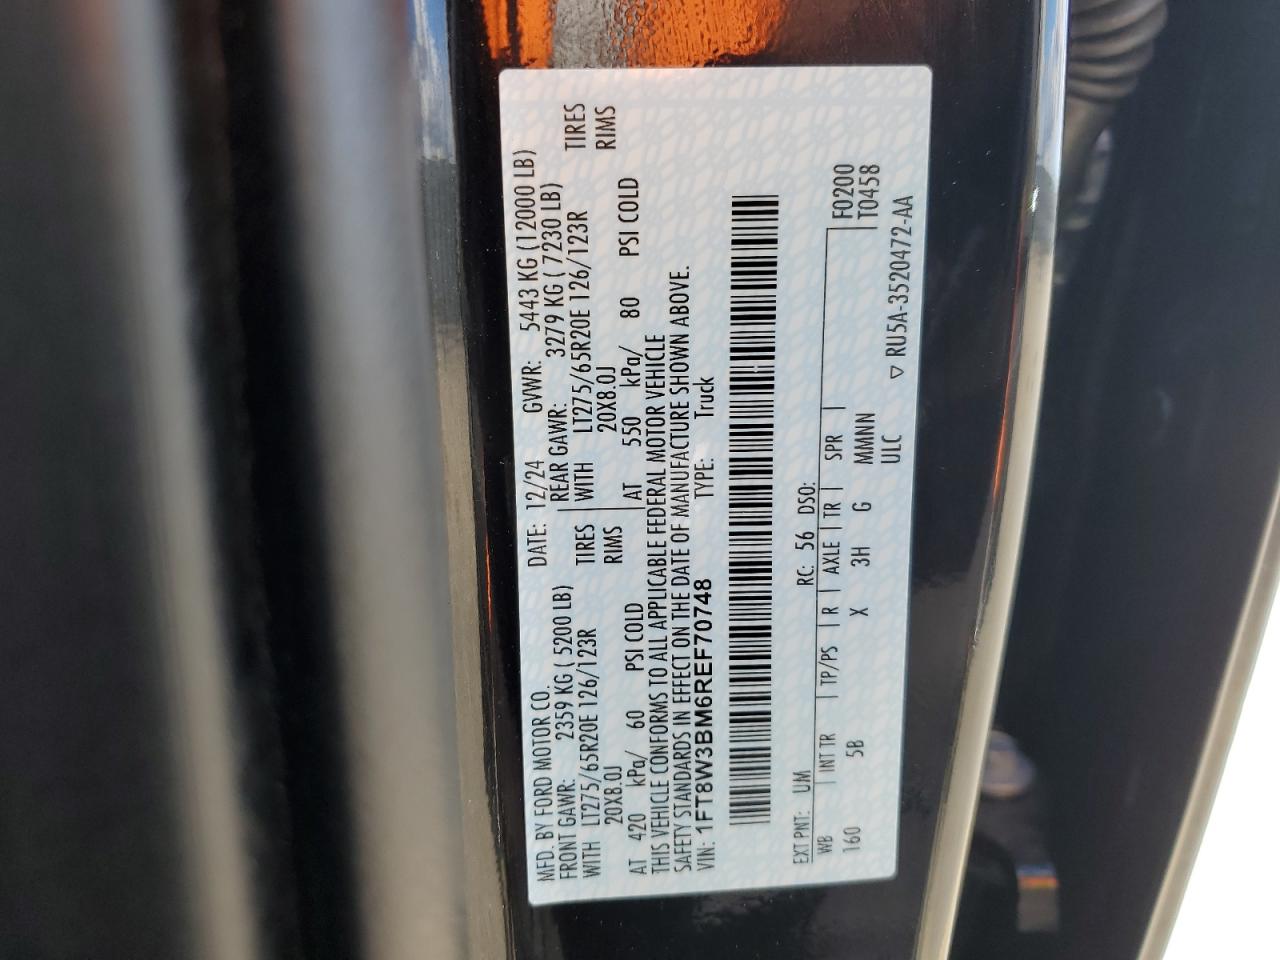 MFD. BY FORD MOTOR CO.
DATE: 12/24 GVWR: 5443 KG (12000 LB)
FRONT GAWR: 2359 KG ( 5200 LB)
REAR GAWR: 3279 KG ( 7230 LB)
WITH LT275/65R20E 126/123R TIRES
WITH LT275/65R20E 126/123R TIRES
20X8.0J RIMS
20X8.0J RIMS
AT 420 kPa/ 60 PSI COLD
AT 550 kPa/ 80 PSI COLD
THIS VEHICLE CONFORMS TO ALL APPLICABLE FEDERAL MOTOR VEHICLE
SAFETY STANDARDS IN EFFECT ON THE DATE OF MANUFACTURE SHOWN ABOVE.
VIN: 1FT8W3BM6REF70748 TYPE: Truck
EXT PNT: UM RC: 56 DSO:
WB INT TR TP/PS R AXLE TR SPR F0200
160 5B X 3H G MMNN T0458
ULC ▽ RU5A-3520472-AA